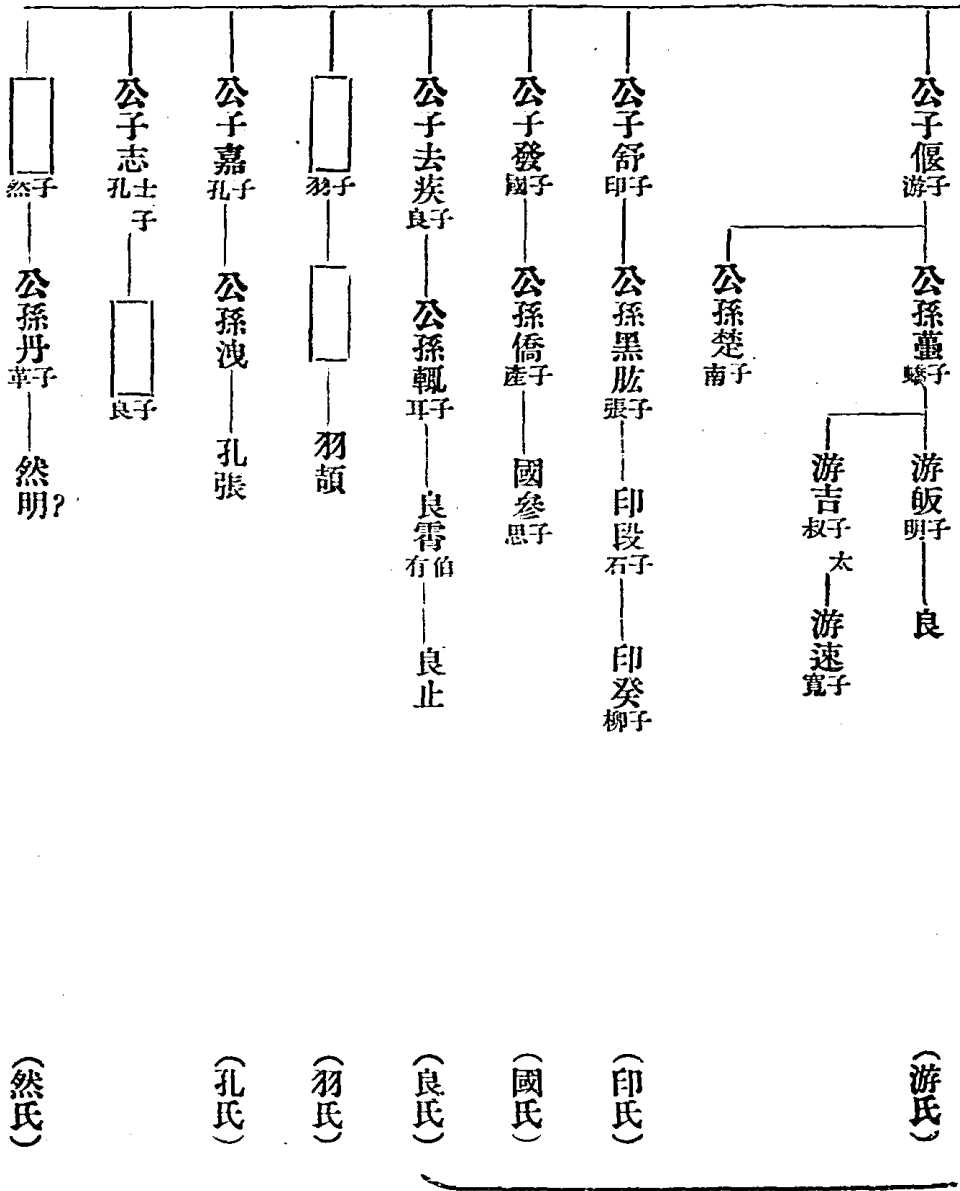 公子偃 子游
公孫蠆 子蟜
游皈 子明
良
(游氏)
游吉 子太叔
游速 子寬
公孫楚 子南
公子舒 子印
公孫黑肱 子張
印段 子石
印癸 子柳
(印氏)
公子發 子國
公孫僑 子產
國參 子思
(國氏)
公子去疾 子良
公孫輒 子耳
良霄 伯有
良止
(良氏)
子羽
羽頡
(羽氏)
公子嘉 子孔
公孫洩
孔張
(孔氏)
公子志 士子孔
子良
子然
公孫丹 子革
然明?
(然氏)